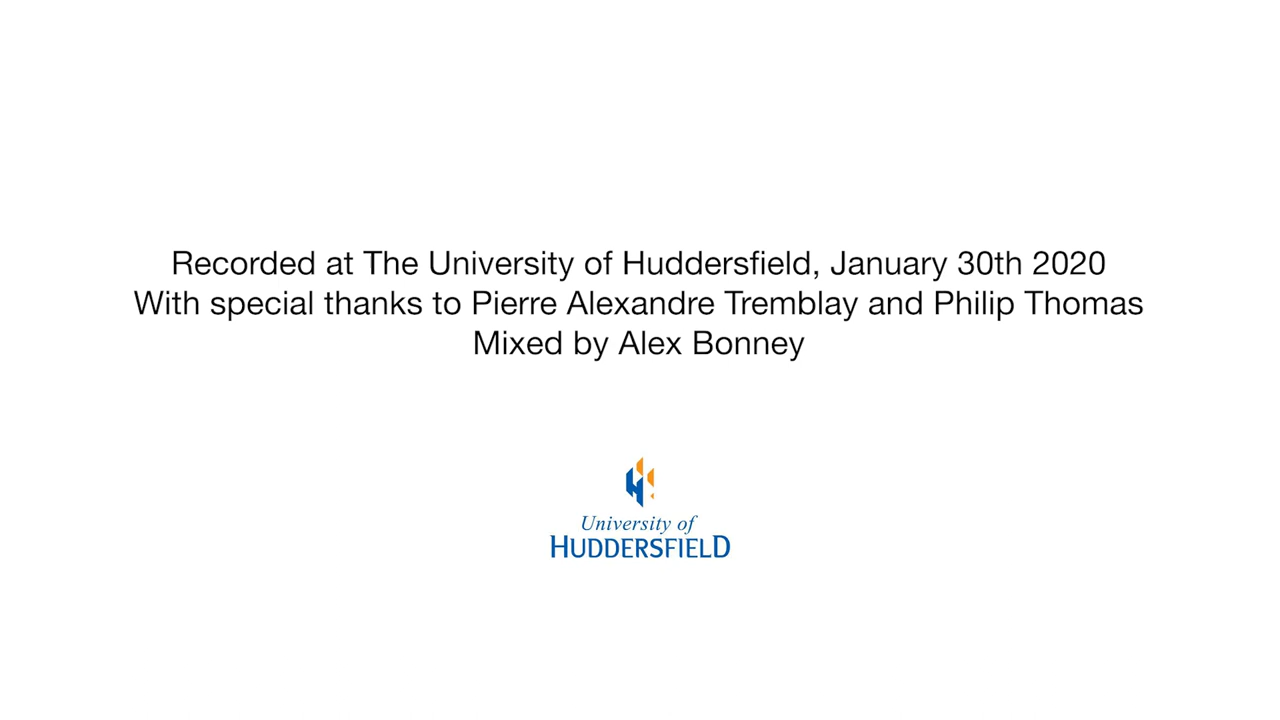 Recorded at The University of Huddersfield, January 30th 2020
With special thanks to Pierre Alexandre Tremblay and Philip Thomas
Mixed by Alex Bonney
University of
HUDDERSFIELD